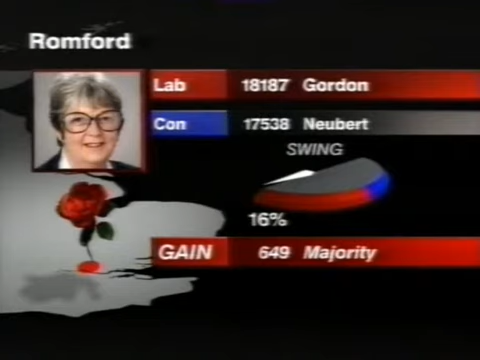 Romford
Lab 18187 Gordon
Con 17538 Neubert
SWING
16%
GAIN 649 Majority